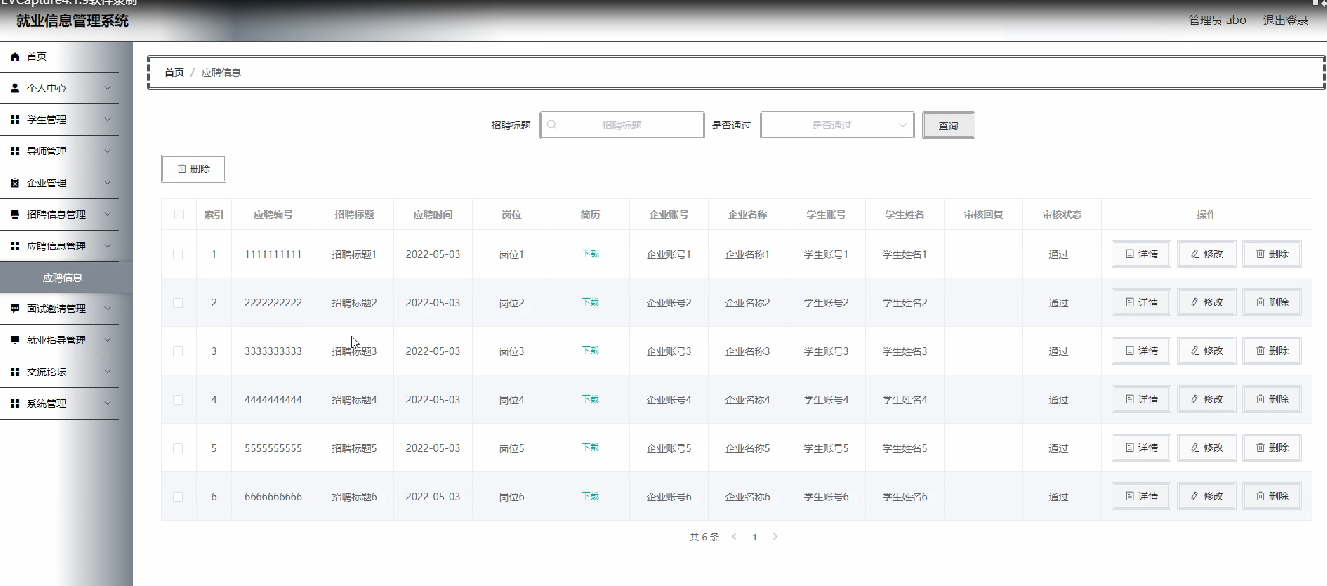 EVCapture4.1.9软件录制
就业信息管理系统
管理员 abo 退出登录
首页
个人中心
学生管理
导师管理
企业管理
招聘信息管理
应聘信息管理
应聘信息
面试邀请管理
就业指导管理
交流论坛
系统管理
首页 / 应聘信息
招聘标题 招聘标题 是否通过 是否通过 查询
删除
索引 应聘编号 招聘标题 应聘时间 岗位 简历 企业账号 企业名称 学生账号 学生姓名 审核回复 审核状态 操作
1 1111111111 招聘标题1 2022-05-03 岗位1 下载 企业账号1 企业名称1 学生账号1 学生姓名1 通过 详情 修改 删除
2 2222222222 招聘标题2 2022-05-03 岗位2 下载 企业账号2 企业名称2 学生账号2 学生姓名2 通过 详情 修改 删除
3 3333333333 招聘标题3 2022-05-03 岗位3 下载 企业账号3 企业名称3 学生账号3 学生姓名3 通过 详情 修改 删除
4 4444444444 招聘标题4 2022-05-03 岗位4 下载 企业账号4 企业名称4 学生账号4 学生姓名4 通过 详情 修改 删除
5 5555555555 招聘标题5 2022-05-03 岗位5 下载 企业账号5 企业名称5 学生账号5 学生姓名5 通过 详情 修改 删除
6 6666666666 招聘标题6 2022-05-03 岗位6 下载 企业账号6 企业名称6 学生账号6 学生姓名6 通过 详情 修改 删除
共 6 条 1